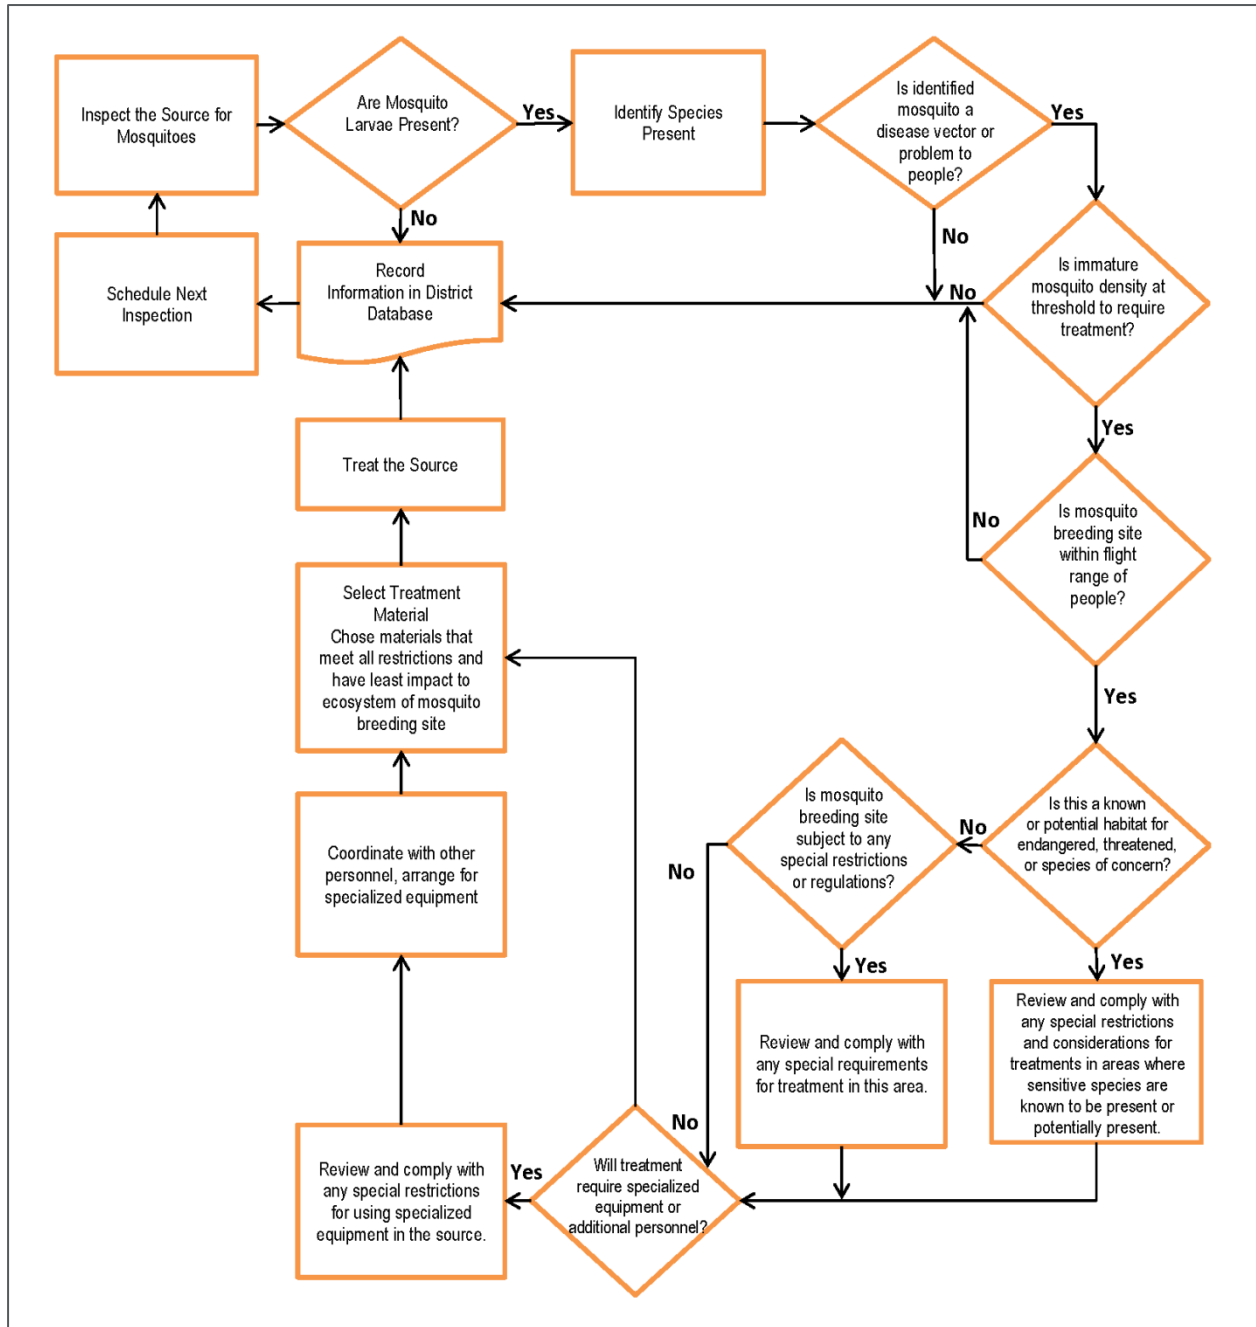 Inspect the Source for
Mosquitoes
Are Mosquito
Larvae Present?
Yes
No
Identify Species
Present
Is identified
mosquito a
disease vector or
problem to
people?
Yes
No
Is immature
mosquito density at
threshold to require
treatment?
No
Yes
Schedule Next
Inspection
Record
Information in District
Database
Treat the Source
Is mosquito
breeding site
within flight
range of
people?
No
Yes
Select Treatment
Material
Chose materials that
meet all restrictions and
have least impact to
ecosystem of mosquito
breeding site
Is this a known
or potential habitat for
endangered, threatened,
or species of concern?
No
Yes
Is mosquito
breeding site
subject to any
special restrictions
or regulations?
No
Yes
Coordinate with other
personnel, arrange for
specialized equipment
Review and comply with
any special requirements
for treatment in this area.
Review and comply with
any special restrictions
and considerations for
treatments in areas where
sensitive species are
known to be present or
potentially present.
Will treatment
require specialized
equipment or
additional personnel?
No
Yes
Review and comply with
any special restrictions
for using specialized
equipment in the source.